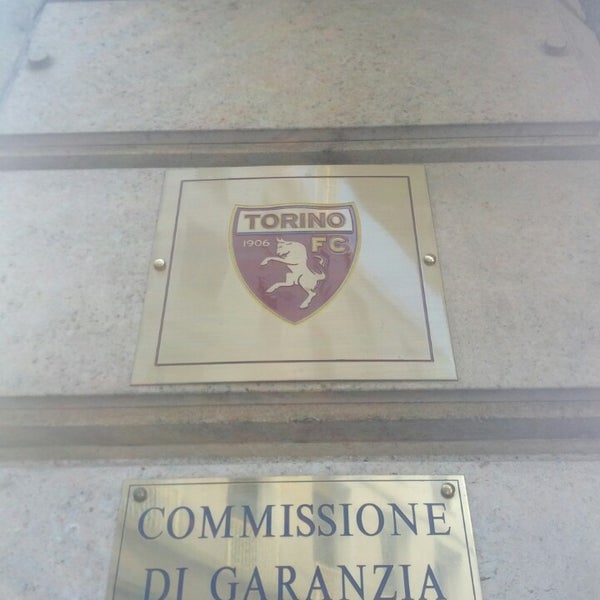 TORINO
1906 FC
COMMISSIONE
DI GARANZIA